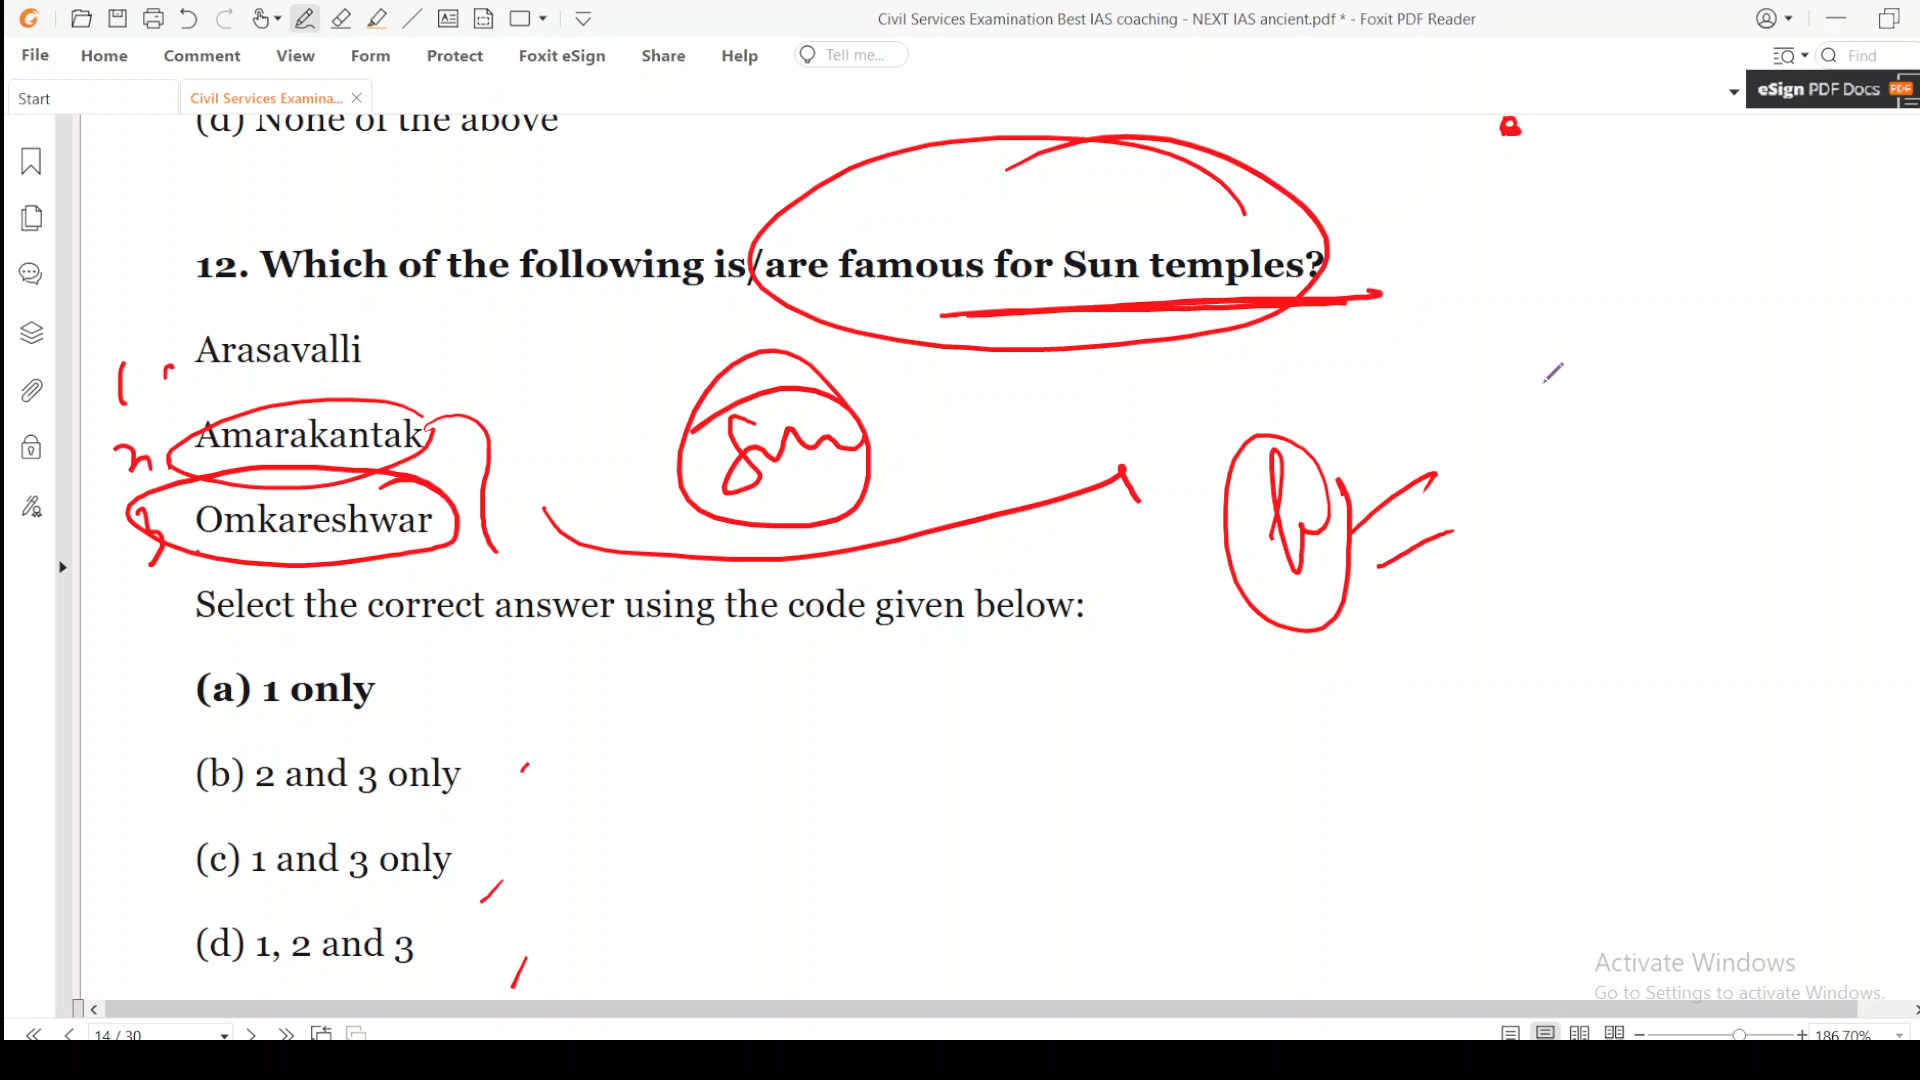 Civil Services Examination Best IAS coaching - NEXT IAS ancient.pdf * - Foxit PDF Reader
File Home Comment View Form Protect Foxit eSign Share Help Tell me... Find
Start Civil Services Examina... eSign PDF Docs PDF
(d) None of the above
12. Which of the following is/are famous for Sun temples?
Arasavalli
Amarakantak
Omkareshwar
Sun
Select the correct answer using the code given below:
(a) 1 only
(b) 2 and 3 only
(c) 1 and 3 only
(d) 1, 2 and 3
Activate Windows
Go to Settings to activate Windows.
14 / 30 186.70%